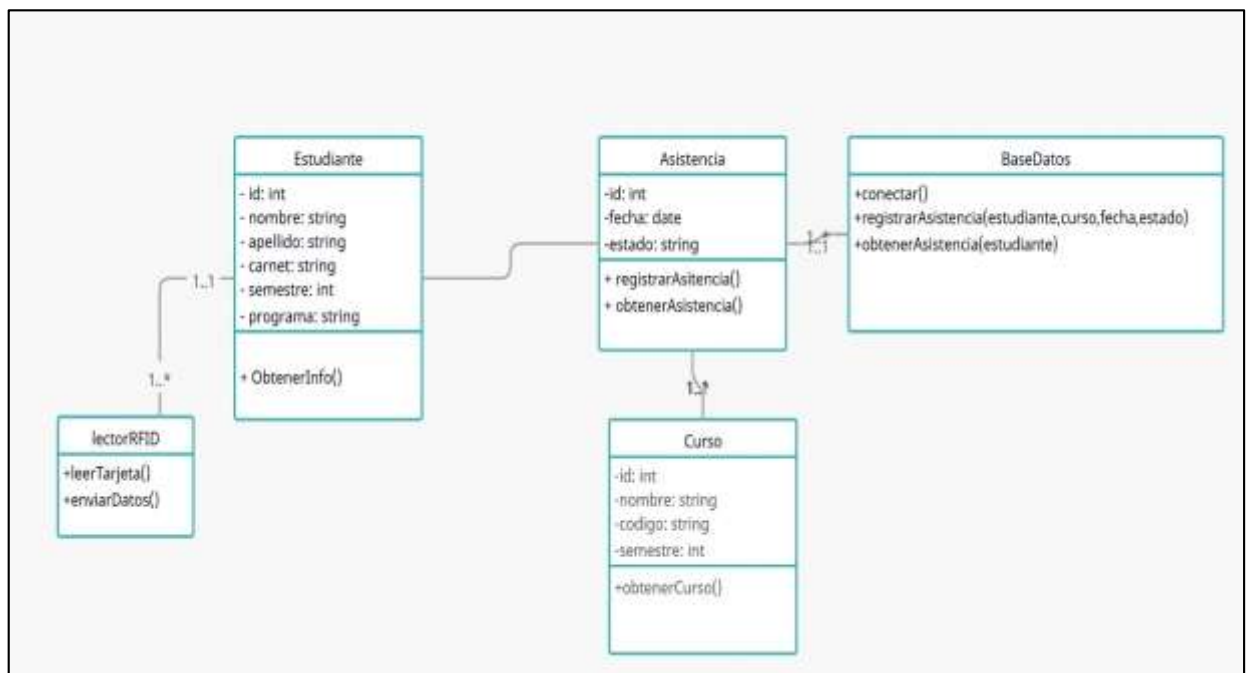 Estudiante
- id: int
- nombre: string
- apellido: string
- carnet: string
- semestre: int
- programa: string
+ ObtenerInfo()
Asistencia
-id: int
-fecha: date
-estado: string
+ registrarAsitencia()
+ obtenerAsistencia()
BaseDatos
+conectar()
+registrarAsistencia(estudiante,curso,fecha,estado)
+obtenerAsistencia(estudiante)
1..1
1..1
1..*
lectorRFID
+leerTarjeta()
+enviarDatos()
Curso
-id: int
-nombre: string
-codigo: string
-semestre: int
+obtenerCurso()